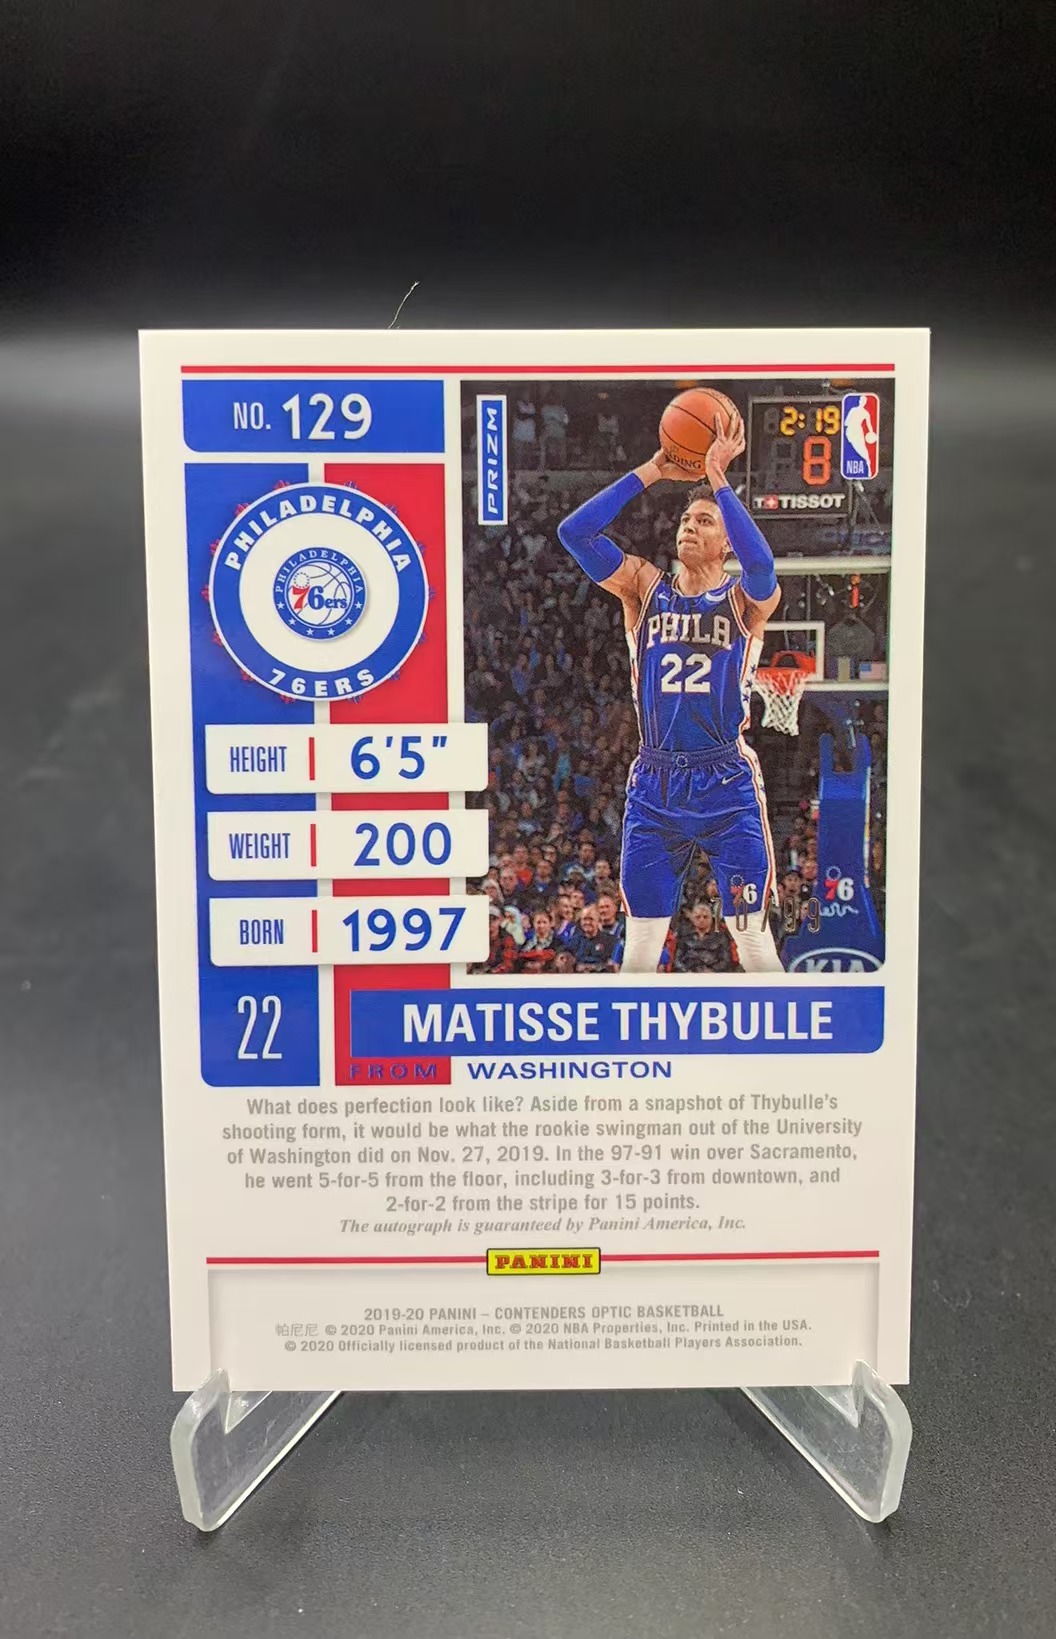 NO. 129
PRIZM
2:19
8
NBA
T+TISSOT
SPALDING
PHILADELPHIA
PHILADELPHIA
76ers
76ERS
PHILA
22
HEIGHT 6'5"
WEIGHT 200
BORN 1997
76
76
70/99
KIA
22
MATISSE THYBULLE
FROM WASHINGTON
What does perfection look like? Aside from a snapshot of Thybulle's
shooting form, it would be what the rookie swingman out of the University
of Washington did on Nov. 27, 2019. In the 97-91 win over Sacramento,
he went 5-for-5 from the floor, including 3-for-3 from downtown, and
2-for-2 from the stripe for 15 points.
The autograph is guaranteed by Panini America, Inc.
PANINI
2019-20 PANINI – CONTENDERS OPTIC BASKETBALL
帕尼尼 © 2020 Panini America, Inc. © 2020 NBA Properties, Inc. Printed in the USA.
© 2020 Officially licensed product of the National Basketball Players Association.